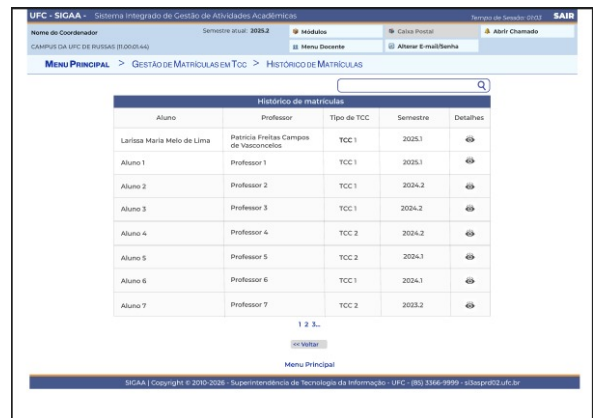 UFC - SIGAA - Sistema Integrado de Gestão de Atividades Acadêmicas Tempo de Sessão: 01:03 SAIR
Nome do Coordenador Semestre atual: 2025.2 Módulos Caixa Postal Abrir Chamado
CAMPUS DA UFC DE RUSSAS (11.00.01.44) Menu Docente Alterar E-mail/Senha
MENU PRINCIPAL > GESTÃO DE MATRÍCULAS EM TCC > HISTÓRICO DE MATRÍCULAS
Histórico de matrículas
Aluno Professor Tipo de TCC Semestre Detalhes
Larissa Maria Melo de Lima Patrícia Freitas Campos de Vasconcelos TCC 1 2025.1
Aluno 1 Professor 1 TCC 1 2025.1
Aluno 2 Professor 2 TCC 1 2024.2
Aluno 3 Professor 3 TCC 1 2024.2
Aluno 4 Professor 4 TCC 2 2024.2
Aluno 5 Professor 5 TCC 2 2024.1
Aluno 6 Professor 6 TCC 1 2024.1
Aluno 7 Professor 7 TCC 2 2023.2
1 2 3..
<< Voltar
Menu Principal
SIGAA | Copyright © 2010-2026 - Superintendência de Tecnologia da Informação - UFC - (85) 3366-9999 - si3asprd02.ufc.br